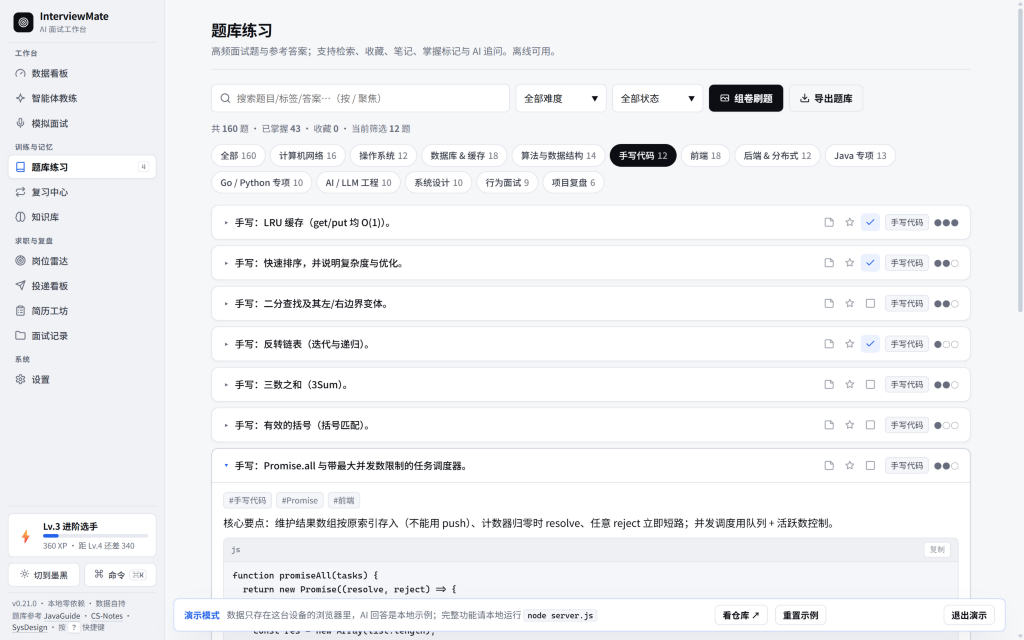 InterviewMate
AI 面试工作台
工作台
数据看板
智能体教练
模拟面试
训练与记忆
题库练习 4
复习中心
知识库
求职与复盘
岗位雷达
投递看板
简历工坊
面试记录
系统
设置
Lv.3 进阶选手
360 XP · 距 Lv.4 还差 340
切到墨黑
⌘ 命令 ⌘K
v0.21.0 · 本地零依赖 · 数据自持
题库参考 JavaGuide · CS-Notes ·
SysDesign · 按 ? 快捷键
题库练习
高频面试题与参考答案；支持检索、收藏、笔记、掌握标记与 AI 追问。离线可用。
搜索题目/标签/答案…（按 / 聚焦）
全部难度 ▼
全部状态 ▼
组卷刷题
导出题库
共 160 题 · 已掌握 43 · 收藏 0 · 当前筛选 12 题
全部 160 计算机网络 16 操作系统 12 数据库 & 缓存 18 算法与数据结构 14 手写代码 12 前端 18 后端 & 分布式 12 Java 专项 13
Go / Python 专项 10 AI / LLM 工程 10 系统设计 10 行为面试 9 项目复盘 6
手写：LRU 缓存（get/put 均 O(1)）。 手写代码
手写：快速排序，并说明复杂度与优化。 手写代码
手写：二分查找及其左/右边界变体。 手写代码
手写：反转链表（迭代与递归）。 手写代码
手写：三数之和（3Sum）。 手写代码
手写：有效的括号（括号匹配）。 手写代码
手写：Promise.all 与带最大并发数限制的任务调度器。 手写代码
#手写代码 #Promise #前端
核心要点：维护结果数组按原索引存入（不能用 push）、计数器归零时 resolve、任意 reject 立即短路；并发调度用队列 + 活跃数控制。
js 复制
function promiseAll(tasks) {
return new Promise((resolve, reject) => {
const res = new Array(list.length);
演示模式 数据只存在这台设备的浏览器里，AI 回答是本地示例；完整功能请本地运行 node server.js
看仓库 ↗
重置示例
退出演示